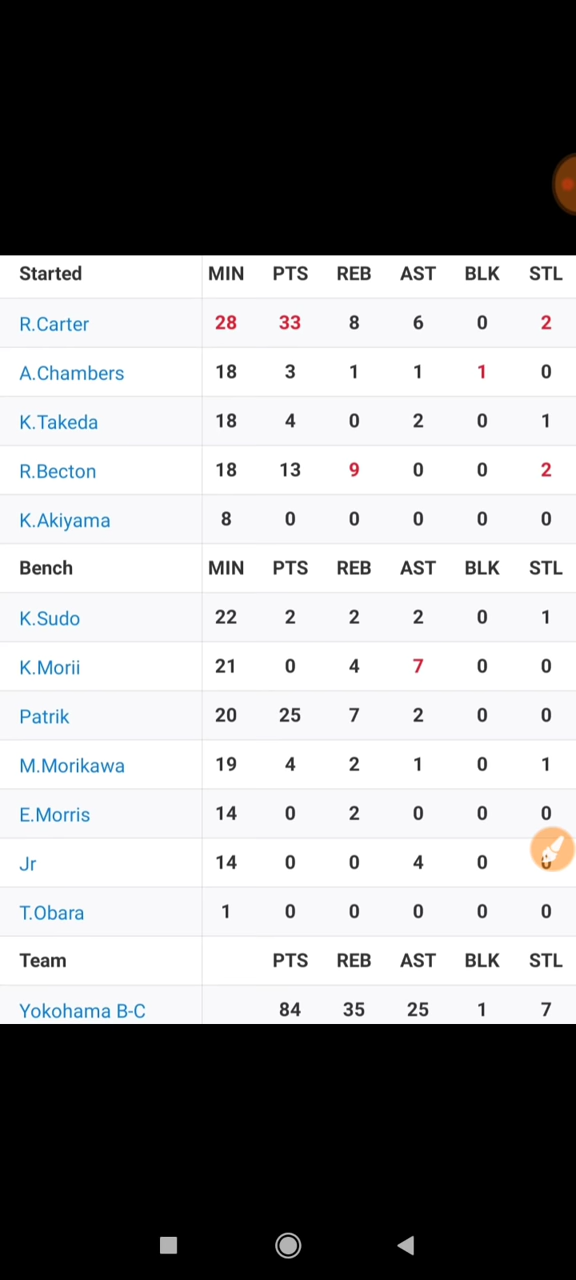 Started MIN PTS REB AST BLK STL
R.Carter 28 33 8 6 0 2
A.Chambers 18 3 1 1 1 0
K.Takeda 18 4 0 2 0 1
R.Becton 18 13 9 0 0 2
K.Akiyama 8 0 0 0 0 0
Bench MIN PTS REB AST BLK STL
K.Sudo 22 2 2 2 0 1
K.Morii 21 0 4 7 0 0
Patrik 20 25 7 2 0 0
M.Morikawa 19 4 2 1 0 1
E.Morris 14 0 2 0 0 0
Jr 14 0 0 4 0
T.Obara 1 0 0 0 0 0
Team PTS REB AST BLK STL
Yokohama B-C 84 35 25 1 7